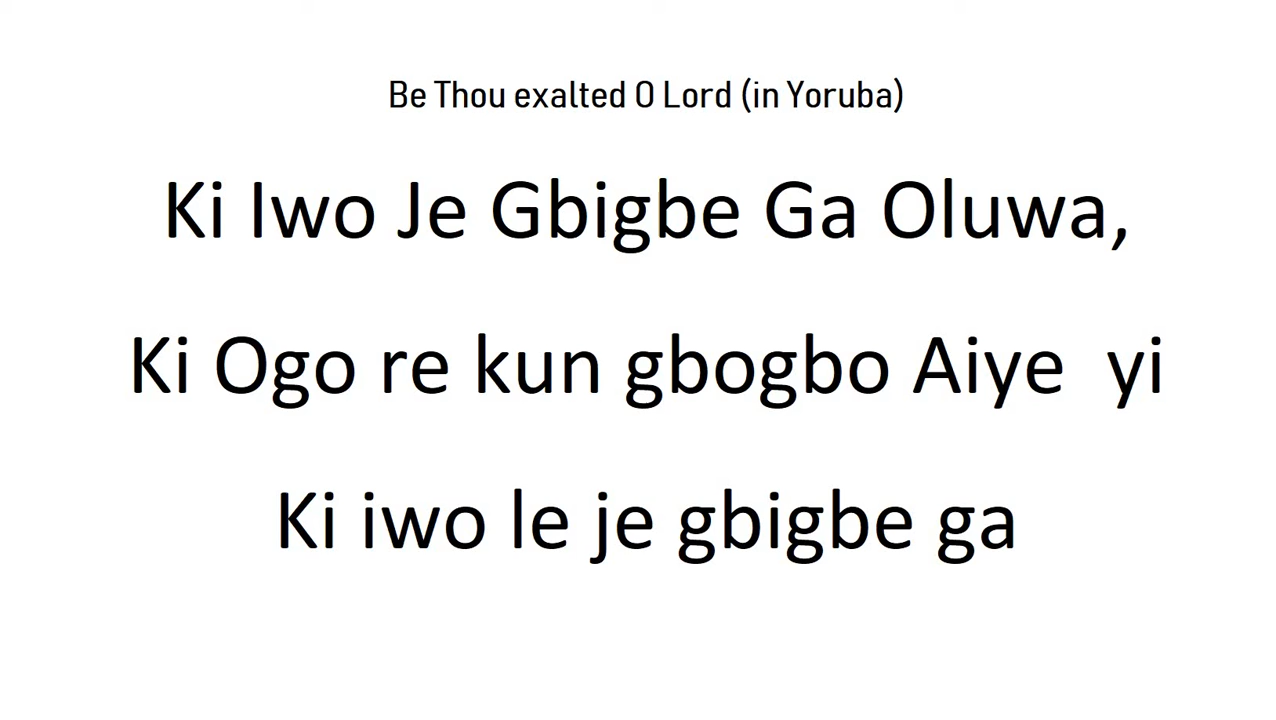 Be Thou exalted O Lord (in Yoruba)
Ki Iwo Je Gbigbe Ga Oluwa,
Ki Ogo re kun gbogbo Aiye  yi
Ki iwo le je gbigbe ga